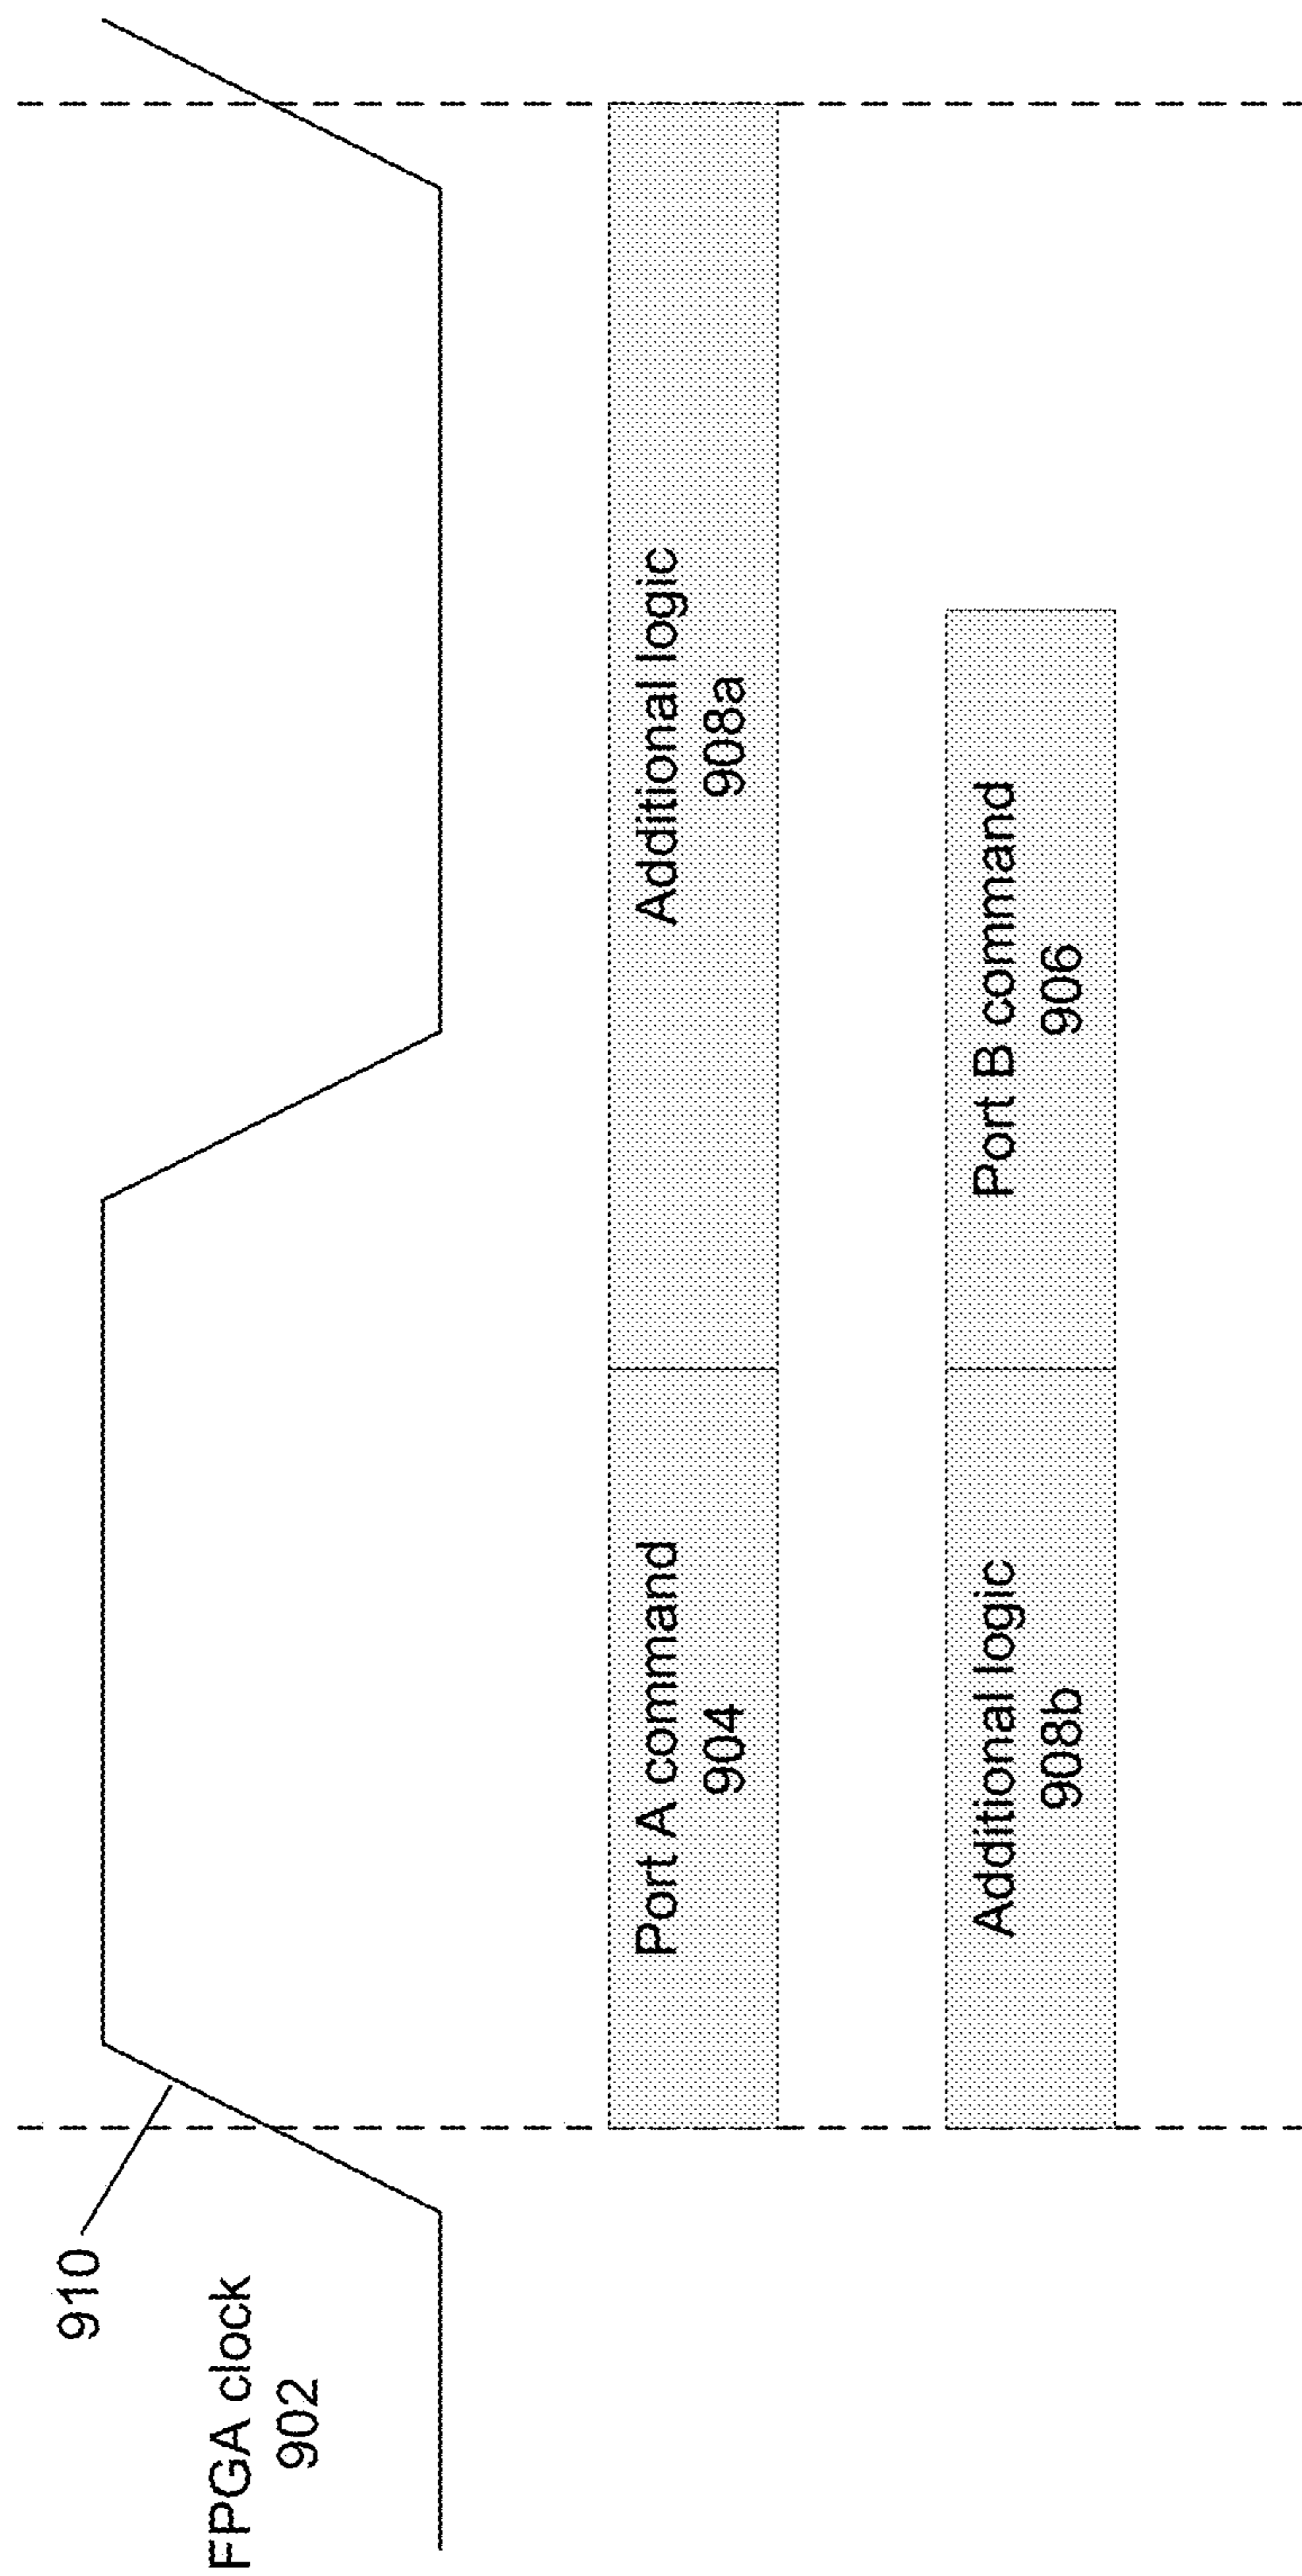 910
FPGA clock
902
Port A command
904
Additional logic
908a
Additional logic
908b
Port B command
906